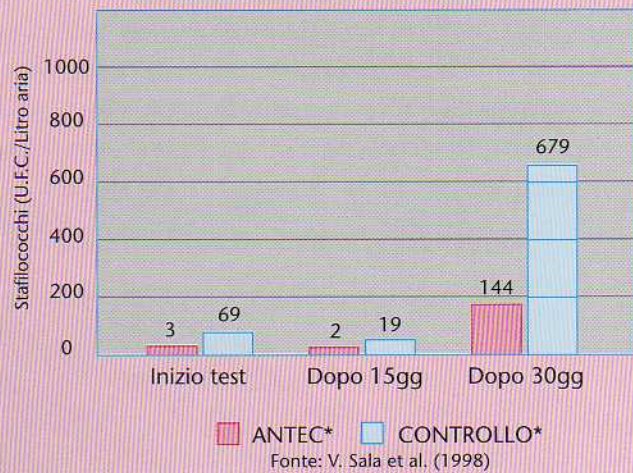 Stafilococchi (U.F.C./Litro aria)
1000
800
600
400
200
0
3
69
2
19
144
679
Inizio test
Dopo 15gg
Dopo 30gg
ANTEC*
CONTROLLO*
Fonte: V. Sala et al. (1998)